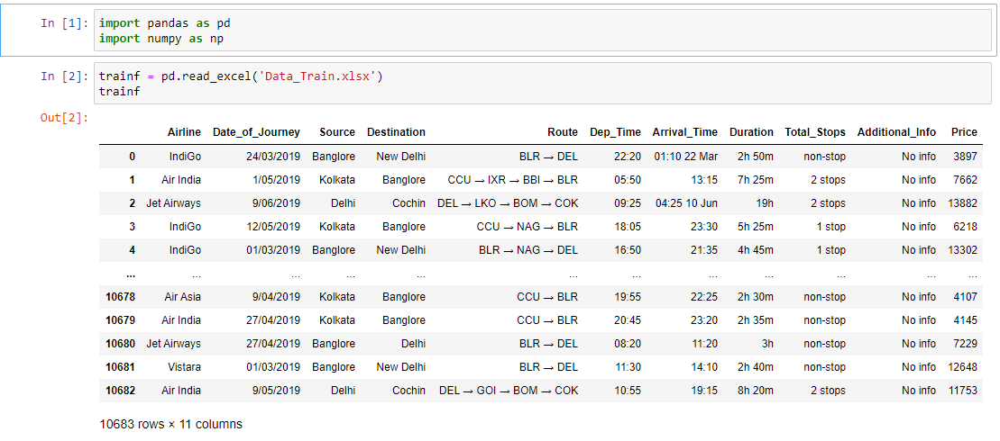 In [1]: import pandas as pd
import numpy as np
In [2]: trainf = pd.read_excel('Data_Train.xlsx')
trainf
Out[2]:
Airline Date_of_Journey Source Destination Route Dep_Time Arrival_Time Duration Total_Stops Additional_Info Price
0 IndiGo 24/03/2019 Banglore New Delhi BLR → DEL 22:20 01:10 22 Mar 2h 50m non-stop No info 3897
1 Air India 1/05/2019 Kolkata Banglore CCU → IXR → BBI → BLR 05:50 13:15 7h 25m 2 stops No info 7662
2 Jet Airways 9/06/2019 Delhi Cochin DEL → LKO → BOM → COK 09:25 04:25 10 Jun 19h 2 stops No info 13882
3 IndiGo 12/05/2019 Kolkata Banglore CCU → NAG → BLR 18:05 23:30 5h 25m 1 stop No info 6218
4 IndiGo 01/03/2019 Banglore New Delhi BLR → NAG → DEL 16:50 21:35 4h 45m 1 stop No info 13302
... ... ... ... ... ... ... ... ... ... ... ...
10678 Air Asia 9/04/2019 Kolkata Banglore CCU → BLR 19:55 22:25 2h 30m non-stop No info 4107
10679 Air India 27/04/2019 Kolkata Banglore CCU → BLR 20:45 23:20 2h 35m non-stop No info 4145
10680 Jet Airways 27/04/2019 Banglore Delhi BLR → DEL 08:20 11:20 3h non-stop No info 7229
10681 Vistara 01/03/2019 Banglore New Delhi BLR → DEL 11:30 14:10 2h 40m non-stop No info 12648
10682 Air India 9/05/2019 Delhi Cochin DEL → GOI → BOM → COK 10:55 19:15 8h 20m 2 stops No info 11753
10683 rows × 11 columns